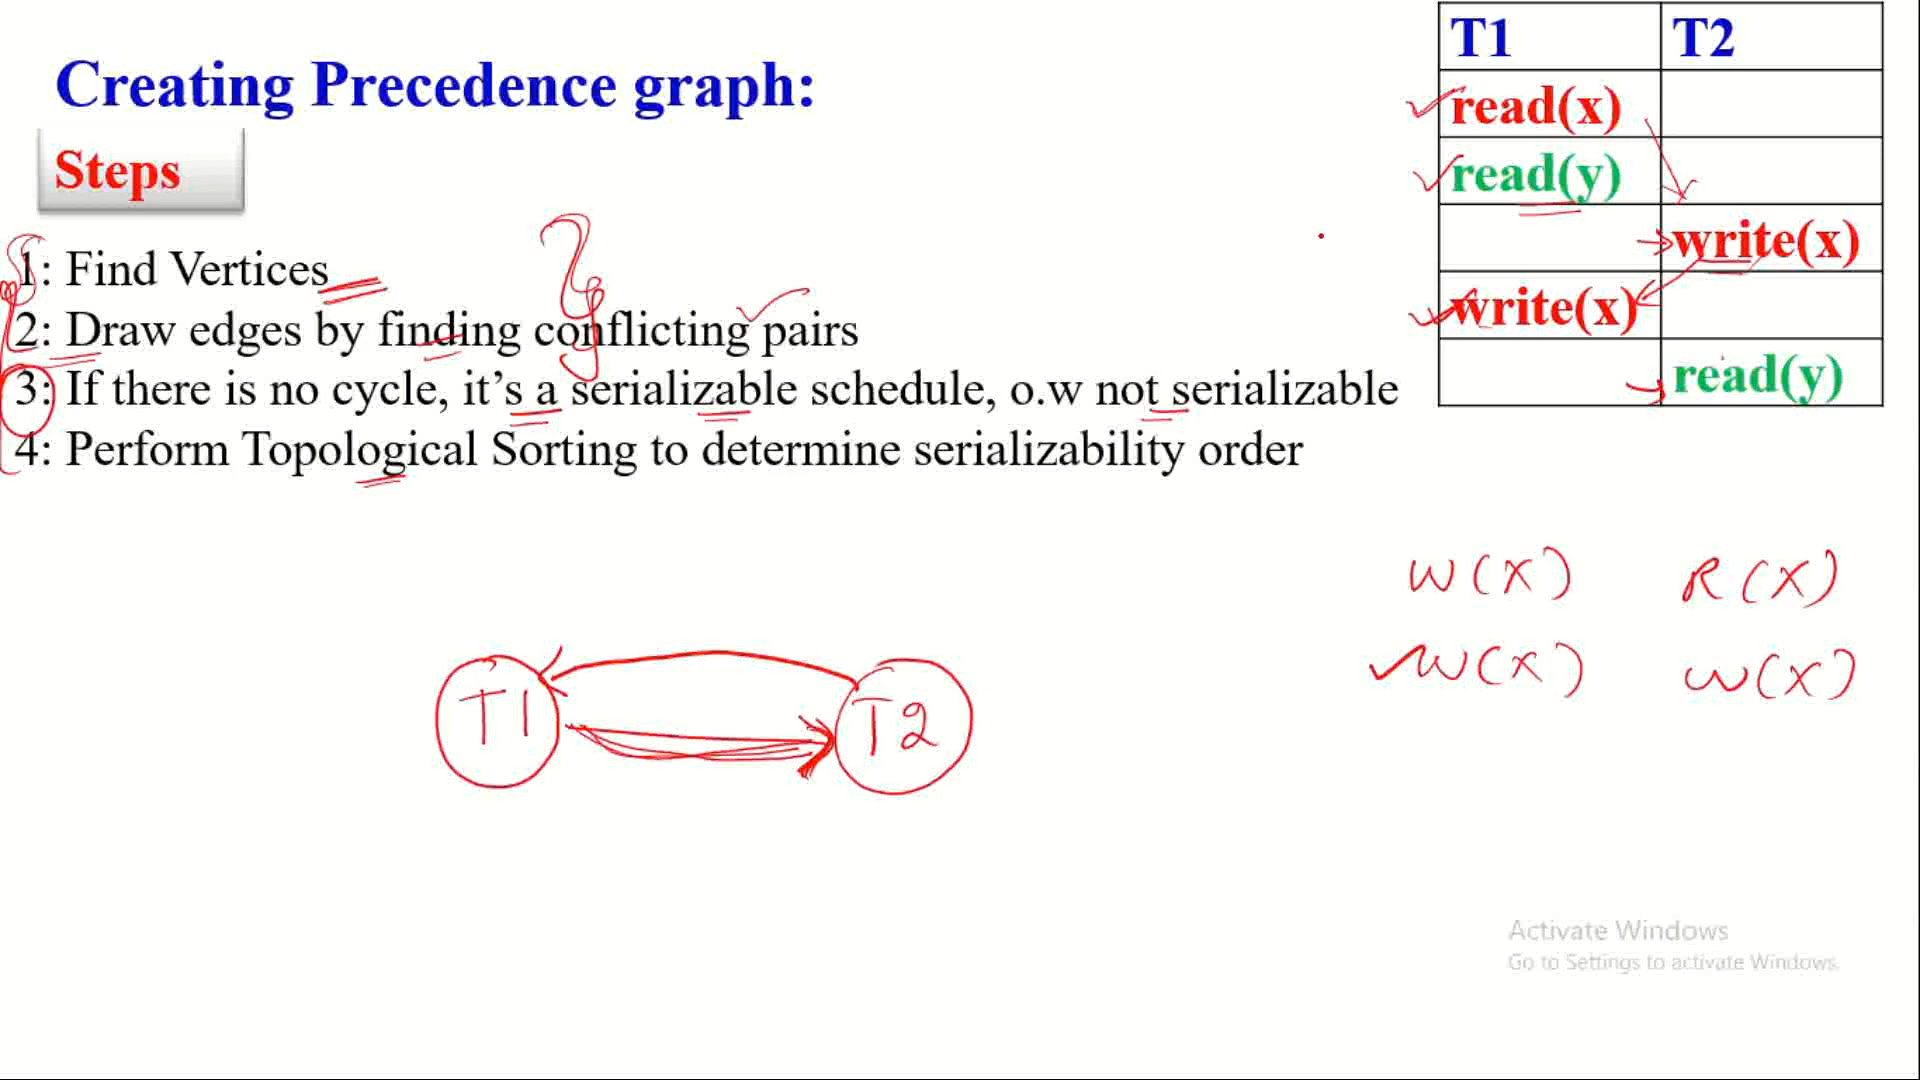 Creating Precedence graph:
Steps
1: Find Vertices
2: Draw edges by finding conflicting pairs
3: If there is no cycle, it's a serializable schedule, o.w not serializable
4: Perform Topological Sorting to determine serializability order
T1 T2
read(x)
read(y)
write(x)
write(x)
read(y)
W(X) R(X)
W(X) W(X)
T1 T2
Activate Windows
Go to Settings to activate Windows.